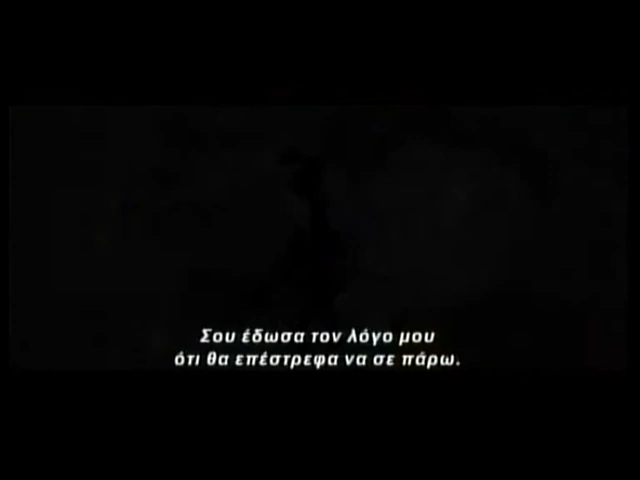 Σου έδωσα τον λόγο μου
ότι θα επέστρεφα να σε πάρω.